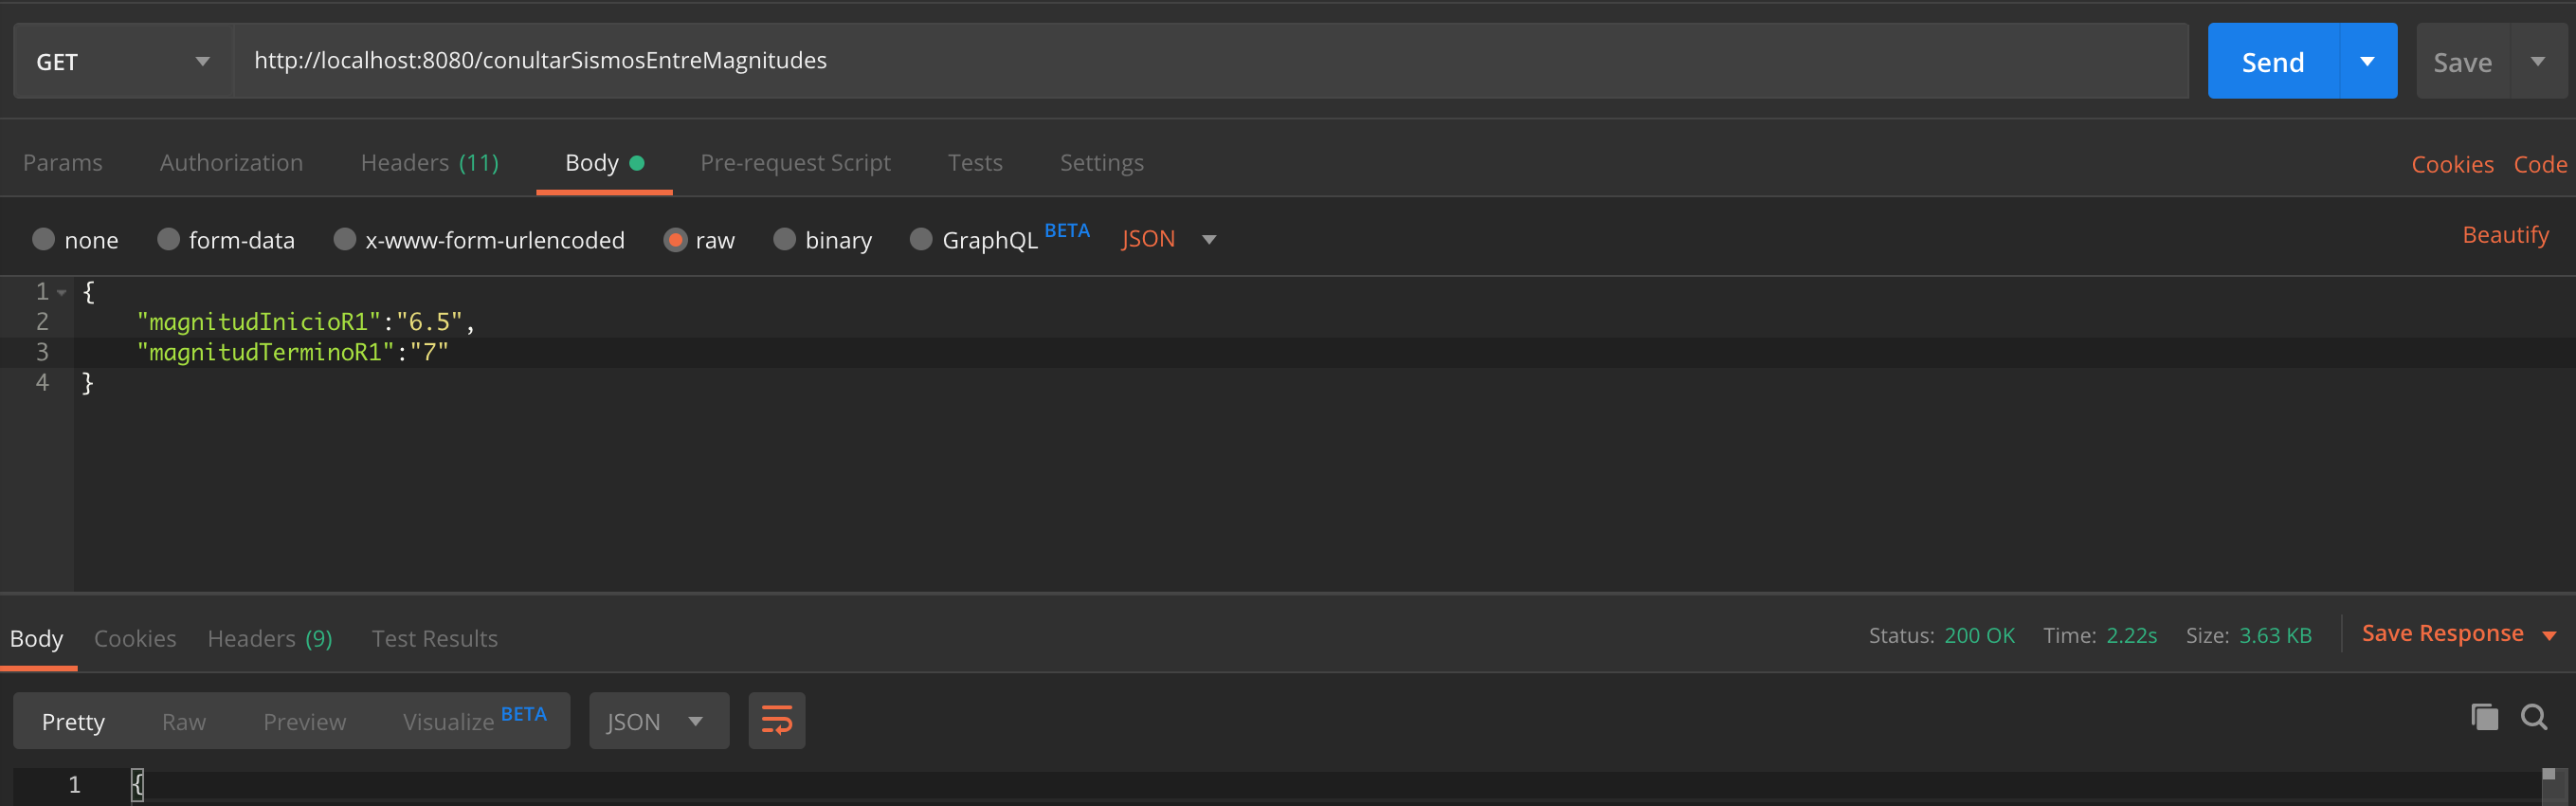 GET http://localhost:8080/conultarSismosEntreMagnitudes Send Save
Params Authorization Headers (11) Body Pre-request Script Tests Settings Cookies Code
none form-data x-www-form-urlencoded raw binary GraphQL BETA JSON Beautify
1 {
2 "magnitudInicioR1":"6.5",
3 "magnitudTerminoR1":"7"
4 }
Body Cookies Headers (9) Test Results Status: 200 OK Time: 2.22s Size: 3.63 KB Save Response
Pretty Raw Preview Visualize BETA JSON
1 {